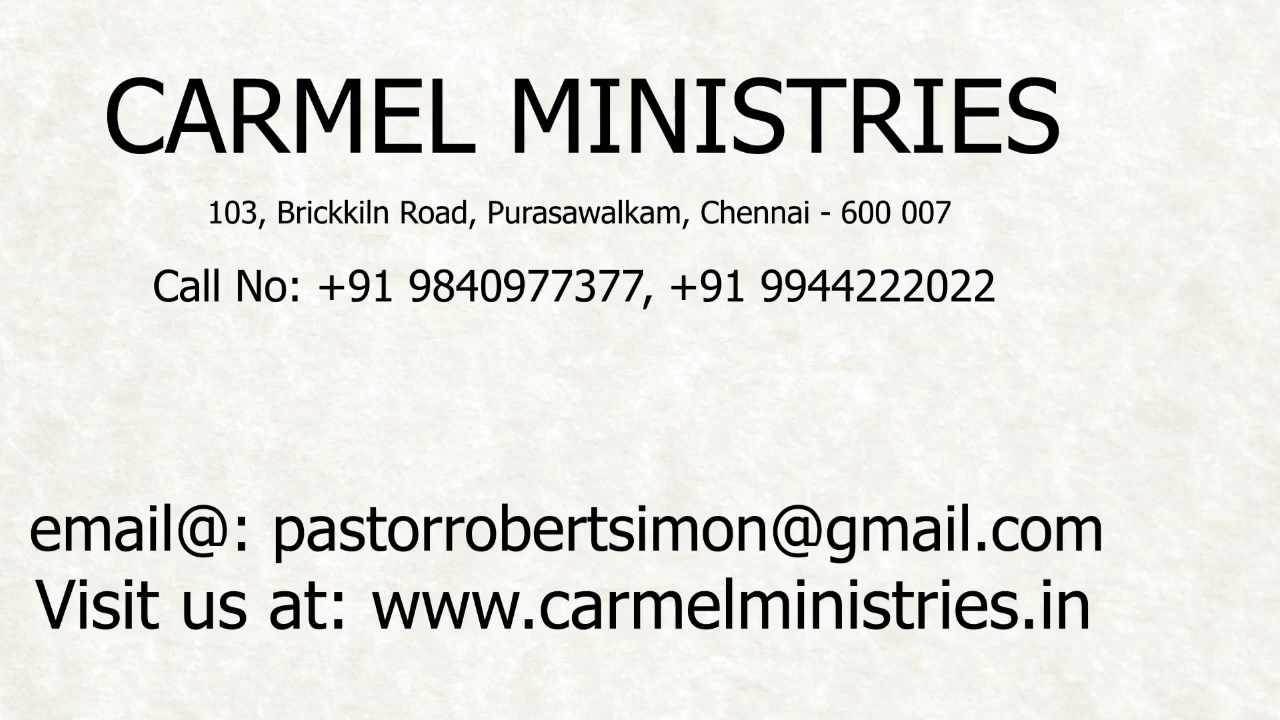 CARMEL MINISTRIES
103, Brickkiln Road, Purasawalkam, Chennai - 600 007
Call No: +91 9840977377, +91 9944222022
email@: pastorrobertsimon@gmail.com
Visit us at: www.carmelministries.in